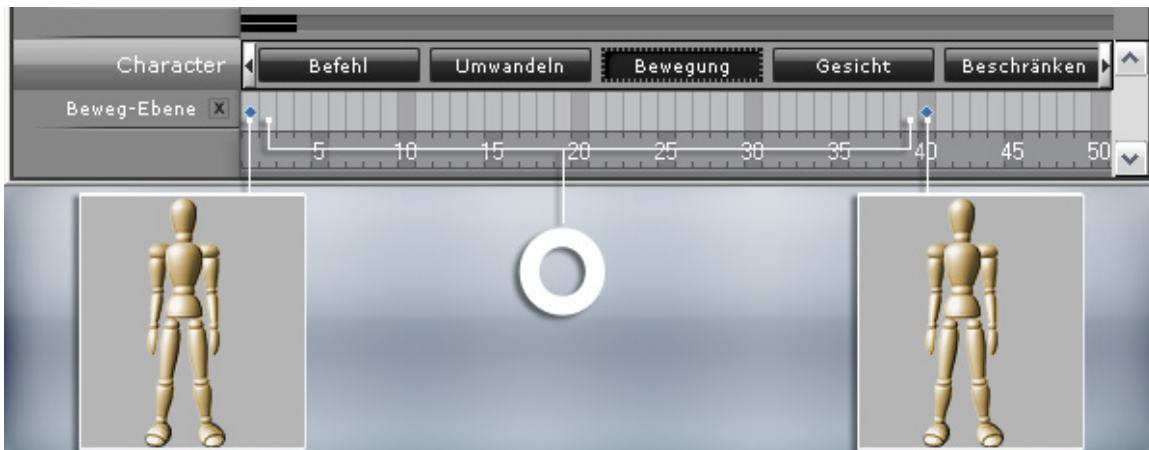 Character Befehl Umwandeln Bewegung Gesicht Beschränken
Beweg-Ebene X
5 10 15 20 25 30 35 40 45 50